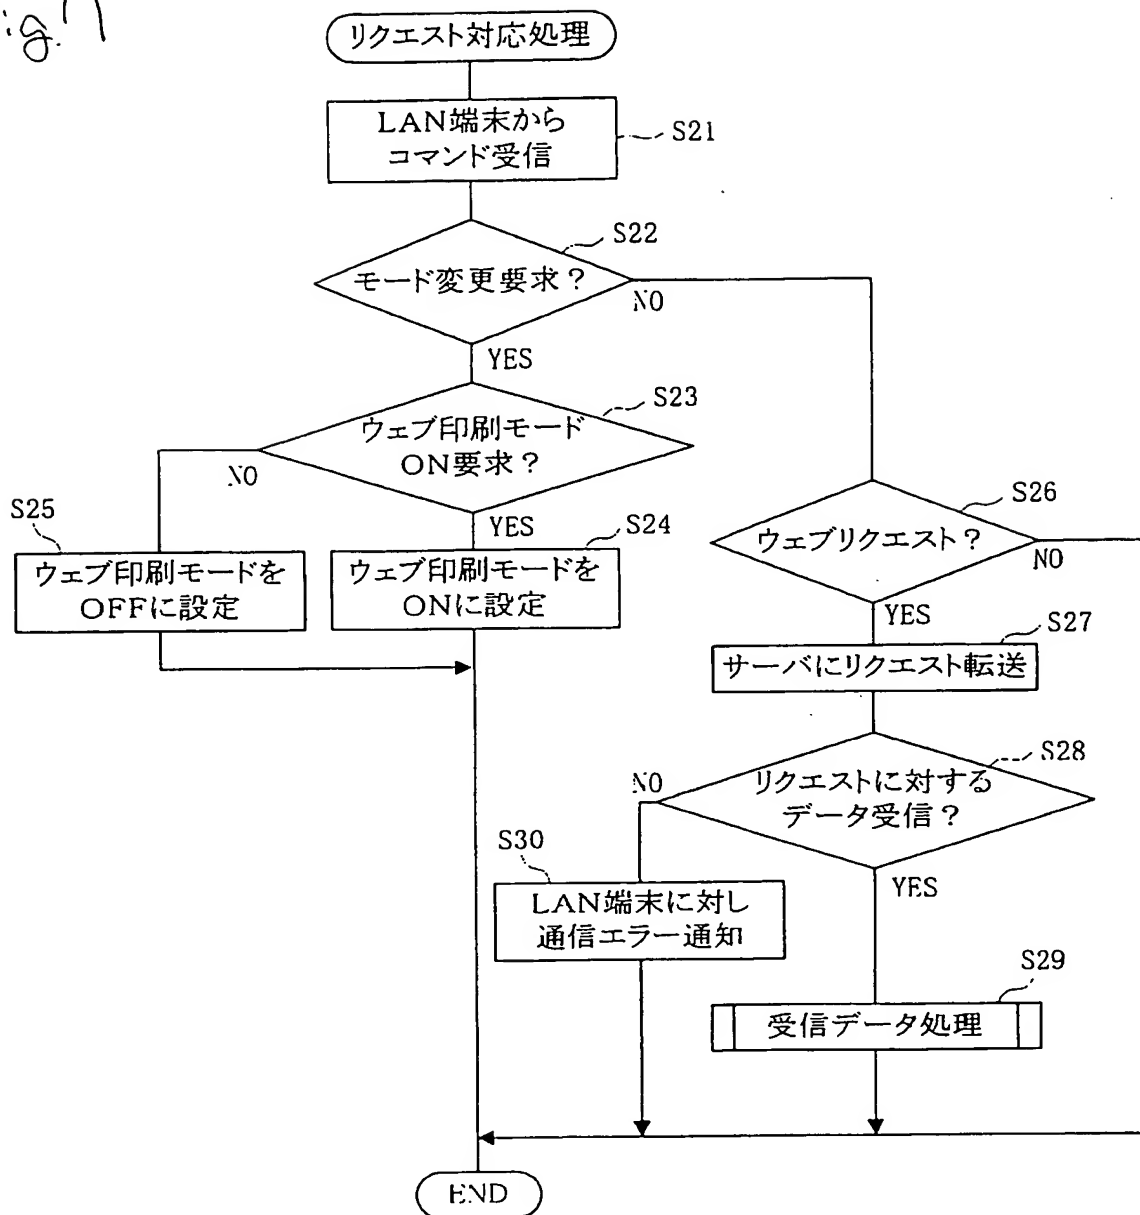 ig.7
リクエスト対応処理
LAN端末から
コマンド受信
S21
S22
モード変更要求？
NO
YES
S23
ウェブ印刷モード
ON要求？
NO
YES
S25
ウェブ印刷モードを
OFFに設定
S24
ウェブ印刷モードを
ONに設定
S26
ウェブリクエスト？
NO
YES
S27
サーバにリクエスト転送
S28
リクエストに対する
データ受信？
NO
YES
S30
LAN端末に対し
通信エラー通知
S29
受信データ処理
END